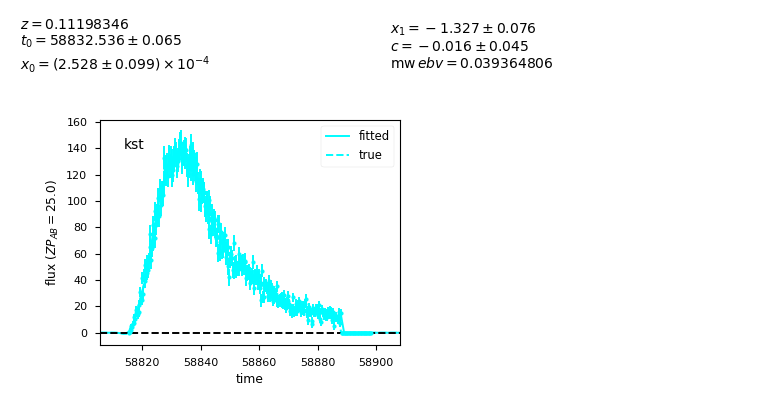 z = 0.11198346
t₀ = 58832.536 ± 0.065
x₀ = (2.528 ± 0.099) × 10⁻⁴
x₁ = −1.327 ± 0.076
c = −0.016 ± 0.045
mw ebv = 0.039364806
kst
fitted
true
160
140
120
100
80
60
40
20
0
flux (ZP_AB = 25.0)
58820 58840 58860 58880 58900
time